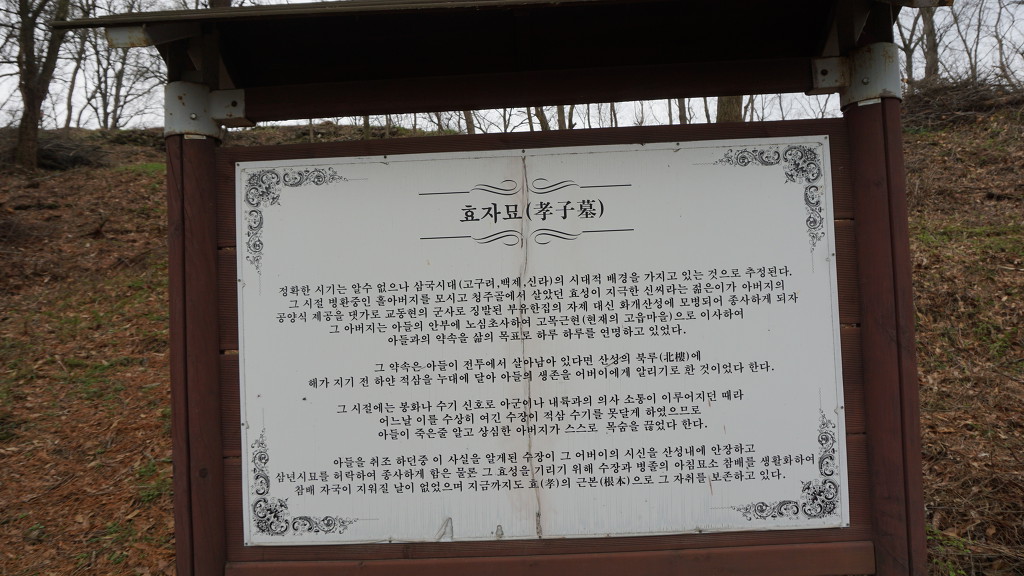 효자묘(孝子墓)
정확한 시기는 알수 없으나 삼국시대(고구려,백제,신라)의 시대적 배경을 가지고 있는 것으로 추정된다.
그 시절 병환중인 홀아버지를 모시고 청주골에서 살았던 효성이 지극한 신씨라는 젊은이가 아버지의
공양식 제공을 댓가로 교동현의 군사로 징발된 부유한집의 자제 대신 화개산성에 모병되어 종사하게 되자
그 아버지는 아들의 안부에 노심초사하여 고목근현(현재의 고읍마을)으로 이사하여
아들과의 약속을 삶의 목표로 하루 하루를 연명하고 있었다.
그 약속은 아들이 전투에서 살아남아 있다면 산성의 북루(北樓)에
해가 지기 전 하얀 적삼을 누대에 달아 아들의 생존을 어버이에게 알리기로 한 것이었다 한다.
그 시절에는 봉화나 수기 신호로 아군이나 내륙과의 의사 소통이 이루어지던 때라
어느날 이를 수상히 여긴 수장이 적삼 수기를 못달게 하였으므로
아들이 죽은줄 알고 상심한 아버지가 스스로 목숨을 끊었다 한다.
아들을 취조 하던중 이 사실을 알게된 수장이 그 어버이의 시신을 산성내에 안장하고
삼년시묘를 허락하여 종사하게 함은 물론 그 효성을 기리기 위해 수장과 병졸의 아침묘소 참배를 생활화하여
참배 자국이 지워질 날이 없었으며 지금까지도 효(孝)의 근본(根本)으로 그 자취를 보존하고 있다.